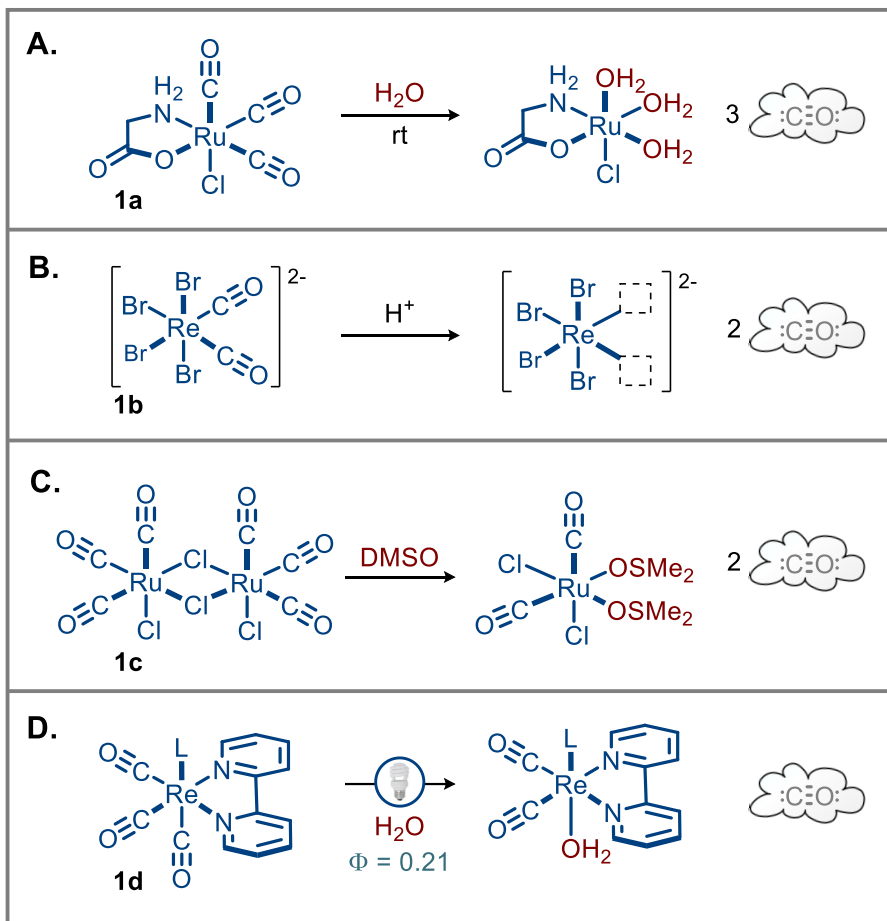 A.
O
C
H2
N
C
O
O
O
Ru
C
O
Cl
1a
H2O
rt
H2
N
OH2
OH2
O
O
Ru
OH2
Cl
3
:C≡O:
B.
2-
Br
Br
C
O
Re
Br
Br
C
O
1b
H+
2-
Br
Br
Re
Br
Br
2
:C≡O:
C.
O
O
C
C
O
C
Cl
C
O
Ru
Ru
O
C
Cl
C
O
Cl
Cl
1c
DMSO
O
C
Cl
OSMe2
Ru
O
C
OSMe2
Cl
2
:C≡O:
D.
L
O
C
N
Re
O
C
N
C
O
1d
H2O
Φ = 0.21
L
O
C
N
Re
O
C
N
OH2
:C≡O: